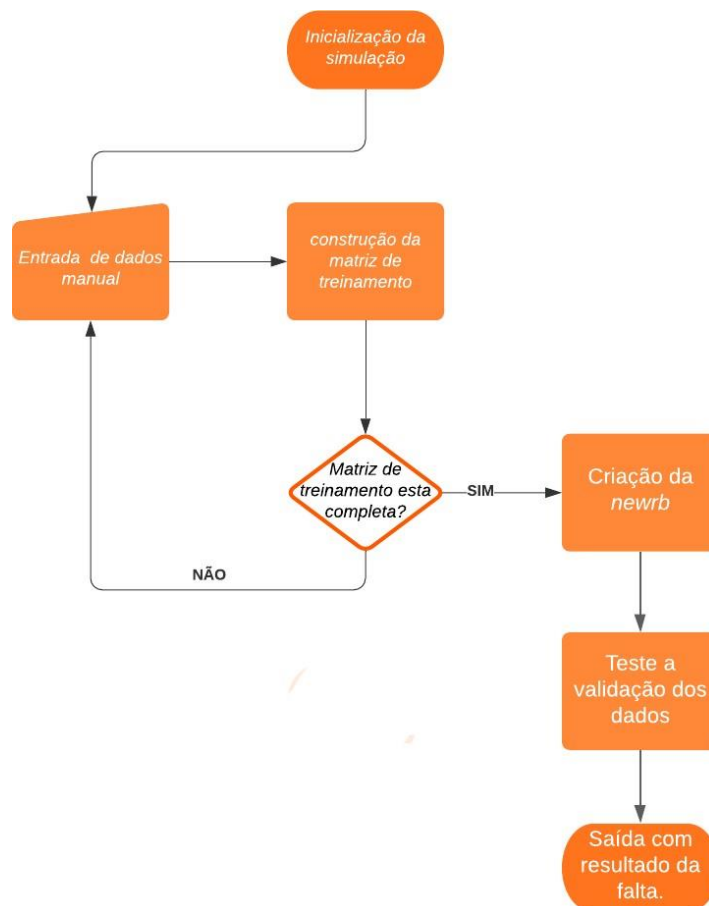 Inicialização da
simulação
Entrada de dados
manual
construção da
matriz de
treinamento
Matriz de
treinamento esta
completa?
SIM
NÃO
Criação da
newrb
Teste a
validação dos
dados
Saída com
resultado da
falta.